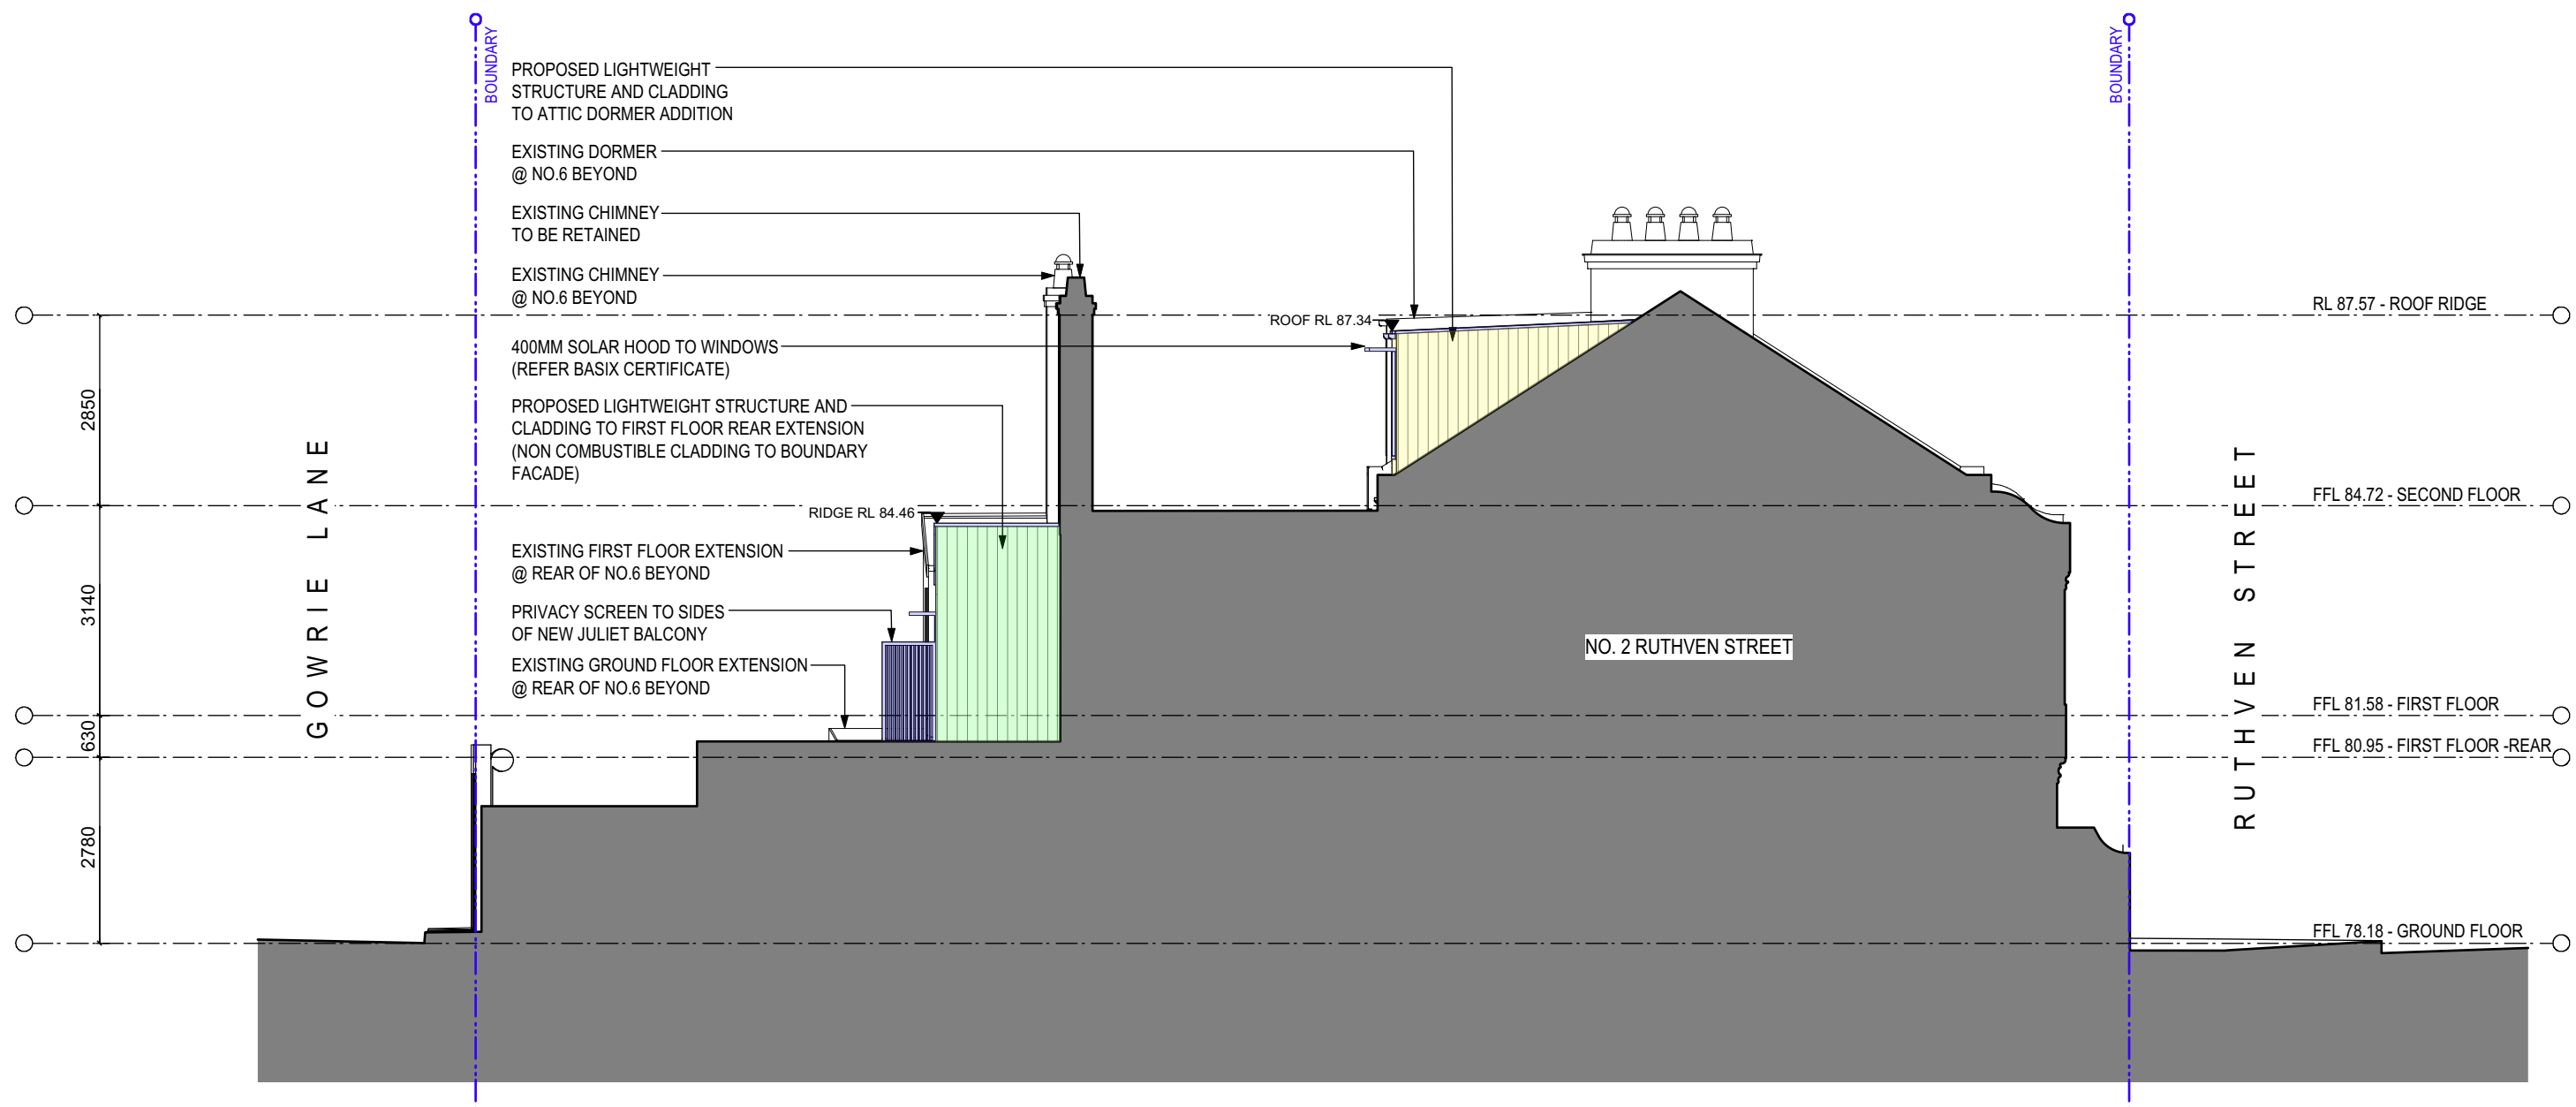 BOUNDARY
BOUNDARY
PROPOSED LIGHTWEIGHT
STRUCTURE AND CLADDING
TO ATTIC DORMER ADDITION
EXISTING DORMER
@ NO.6 BEYOND
EXISTING CHIMNEY
TO BE RETAINED
EXISTING CHIMNEY
@ NO.6 BEYOND
400MM SOLAR HOOD TO WINDOWS
(REFER BASIX CERTIFICATE)
PROPOSED LIGHTWEIGHT STRUCTURE AND
CLADDING TO FIRST FLOOR REAR EXTENSION
(NON COMBUSTIBLE CLADDING TO BOUNDARY
FACADE)
RIDGE RL 84.46
EXISTING FIRST FLOOR EXTENSION
@ REAR OF NO.6 BEYOND
PRIVACY SCREEN TO SIDES
OF NEW JULIET BALCONY
EXISTING GROUND FLOOR EXTENSION
@ REAR OF NO.6 BEYOND
ROOF RL 87.34
NO. 2 RUTHVEN STREET
2850
3140
630
2780
GOWRIE LANE
RUTHVEN STREET
RL 87.57 - ROOF RIDGE
FFL 84.72 - SECOND FLOOR
FFL 81.58 - FIRST FLOOR
FFL 80.95 - FIRST FLOOR -REAR
FFL 78.18 - GROUND FLOOR